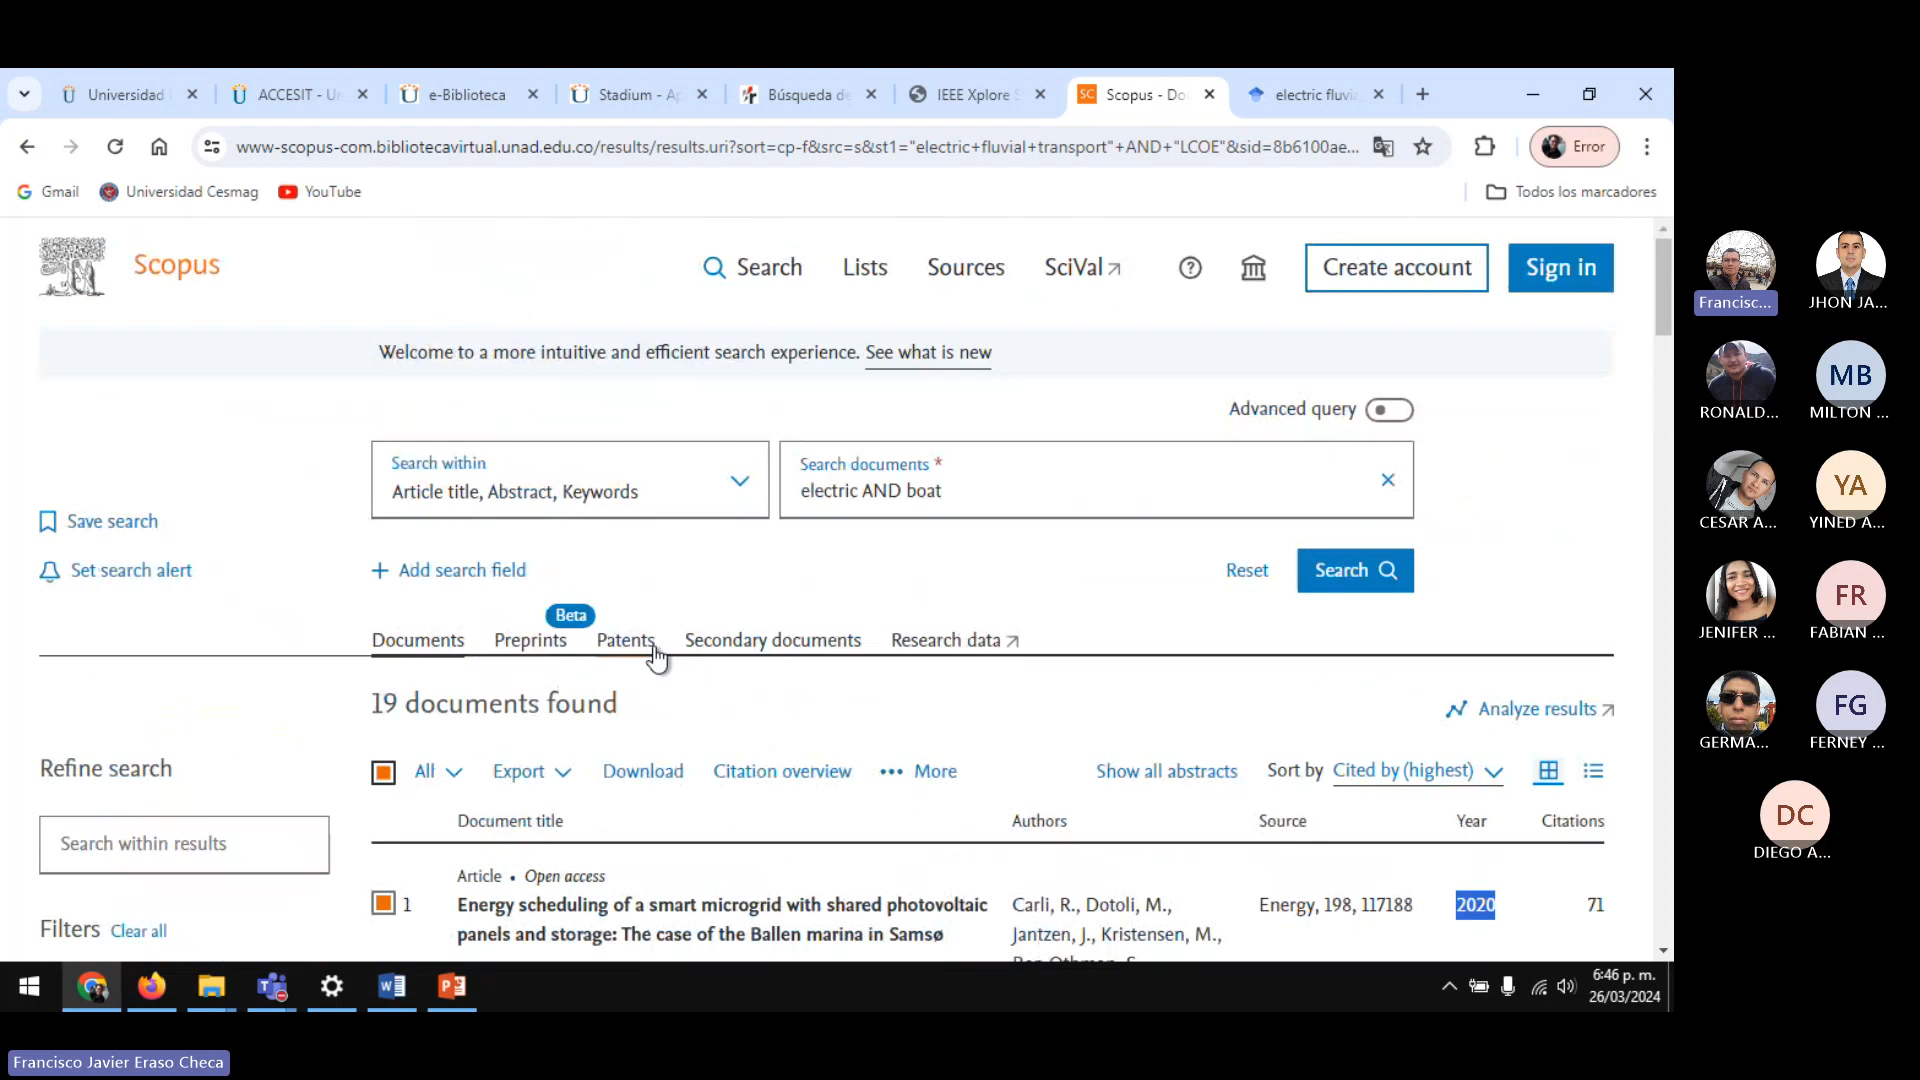 Universidad
ACCESIT - Un
e-Biblioteca
Stadium - Ap
Búsqueda de
IEEE Xplore S
SC
Scopus - Do
electric fluvia
www-scopus-com.bibliotecavirtual.unad.edu.co/results/results.uri?sort=cp-f&src=s&st1="electric+fluvial+transport"+AND+"LCOE"&sid=8b6100ae...
Error
Gmail
Universidad Cesmag
YouTube
Todos los marcadores
Scopus
Search
Lists
Sources
SciVal
Create account
Sign in
Welcome to a more intuitive and efficient search experience. See what is new
Advanced query
Search within
Article title, Abstract, Keywords
Search documents *
electric AND boat
Save search
Set search alert
Add search field
Reset
Search
Beta
Documents
Preprints
Patents
Secondary documents
Research data
19 documents found
Analyze results
Refine search
All
Export
Download
Citation overview
More
Show all abstracts
Sort by
Cited by (highest)
Document title
Authors
Source
Year
Citations
Search within results
Article • Open access
1
Energy scheduling of a smart microgrid with shared photovoltaic
panels and storage: The case of the Ballen marina in Samsø
Carli, R., Dotoli, M.,
Jantzen, J., Kristensen, M.,
Ben Othman, S.
Energy, 198, 117188
2020
71
Filters
Clear all
6:46 p. m.
26/03/2024
Francisco Javier Eraso Checa
Francisc...
JHON JA...
RONALD...
MB
MILTON ...
CESAR A...
YA
YINED A...
JENIFER ...
FR
FABIAN ...
GERMA...
FG
FERNEY ...
DC
DIEGO A...